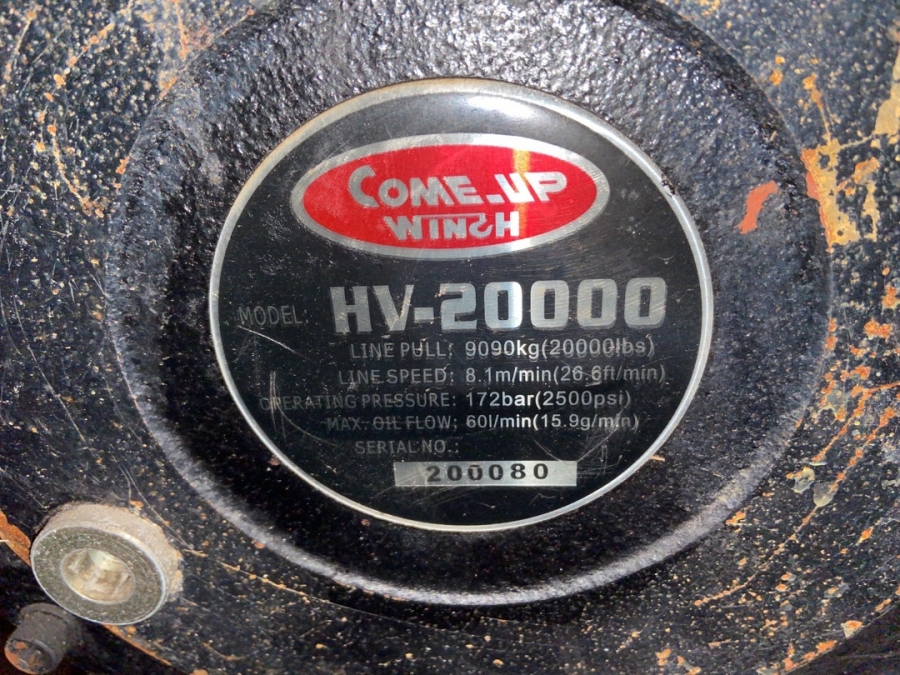 COME-UP
WINCH
MODEL: HV-20000
LINE PULL: 9090kg(20000lbs)
LINE SPEED: 8.1m/min(26.6ft/min)
OPERATING PRESSURE: 172bar(2500psi)
MAX. OIL FLOW: 60l/min(15.9g/min)
SERIAL NO.:
200080